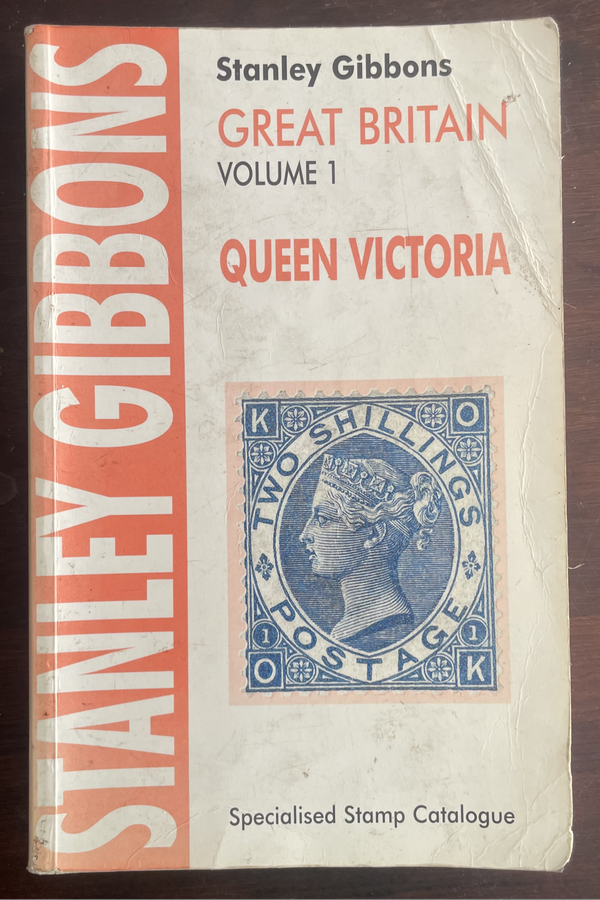 STANLEY GIBBONS
Stanley Gibbons
GREAT BRITAIN
VOLUME 1
QUEEN VICTORIA
K O
TWO SHILLINGS
1 1
POSTAGE
O K
Specialised Stamp Catalogue